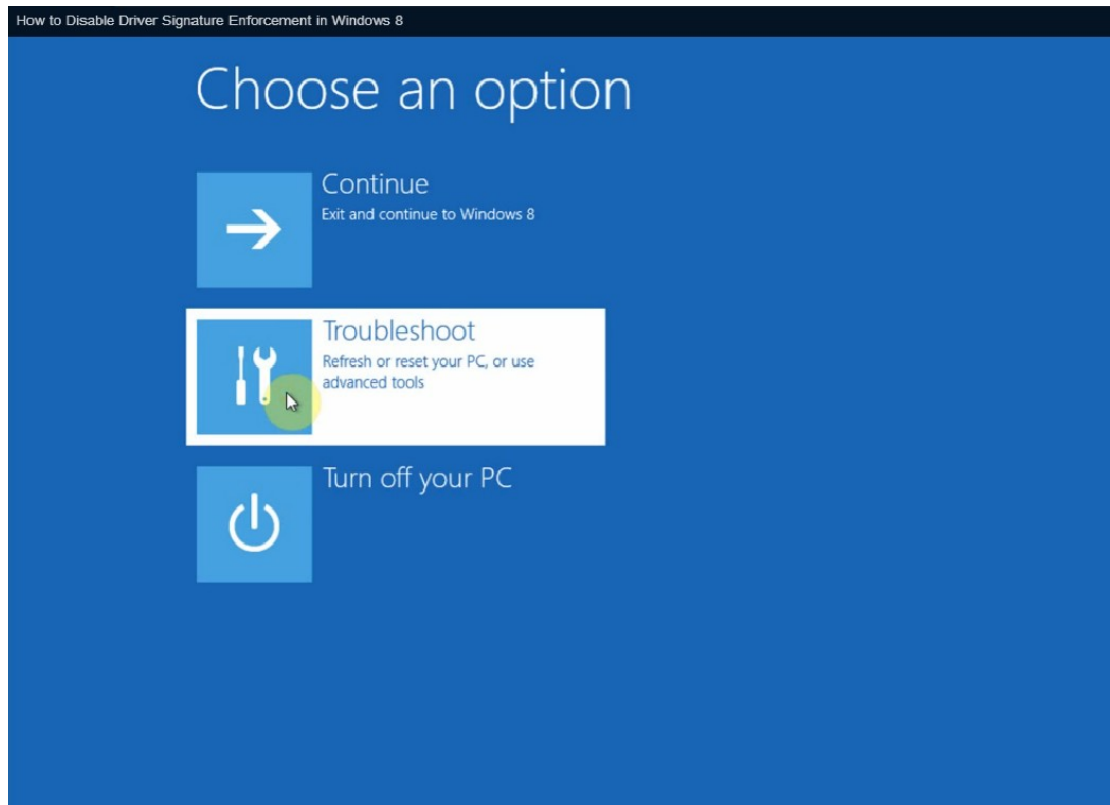 How to Disable Driver Signature Enforcement in Windows 8
Choose an option
Continue
Exit and continue to Windows 8
Troubleshoot
Refresh or reset your PC, or use
advanced tools
Turn off your PC